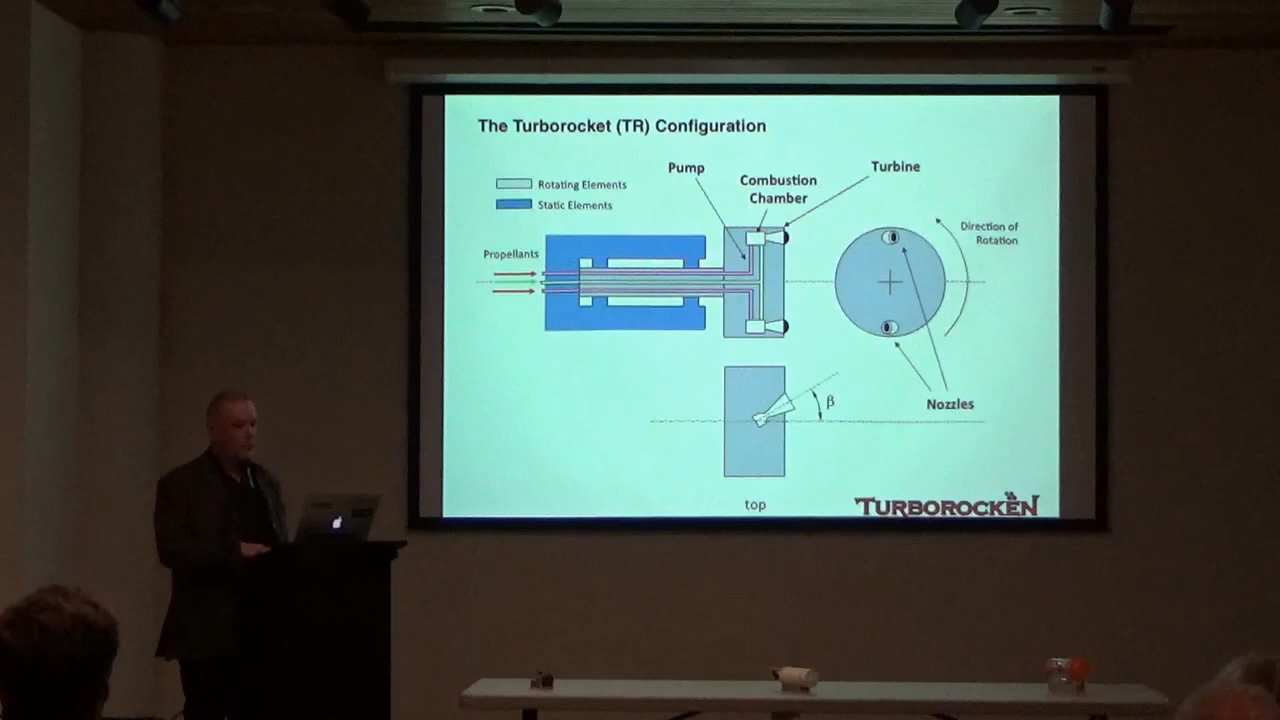 The Turborocket (TR) Configuration
Rotating Elements
Static Elements
Propellants
Pump
Combustion
Chamber
Turbine
Direction of
Rotation
β
Nozzles
top
TURBOROCKEN